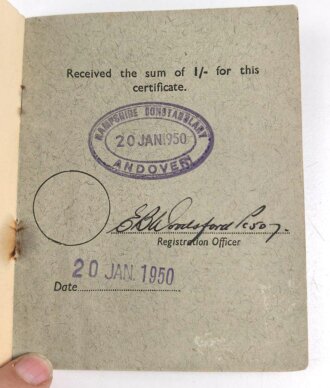 Received the sum of 1/- for this
certificate.
HAMPSHIRE CONSTABULARY
20 JAN 1950
ANDOVER
Registration Officer
20 JAN. 1950
Date